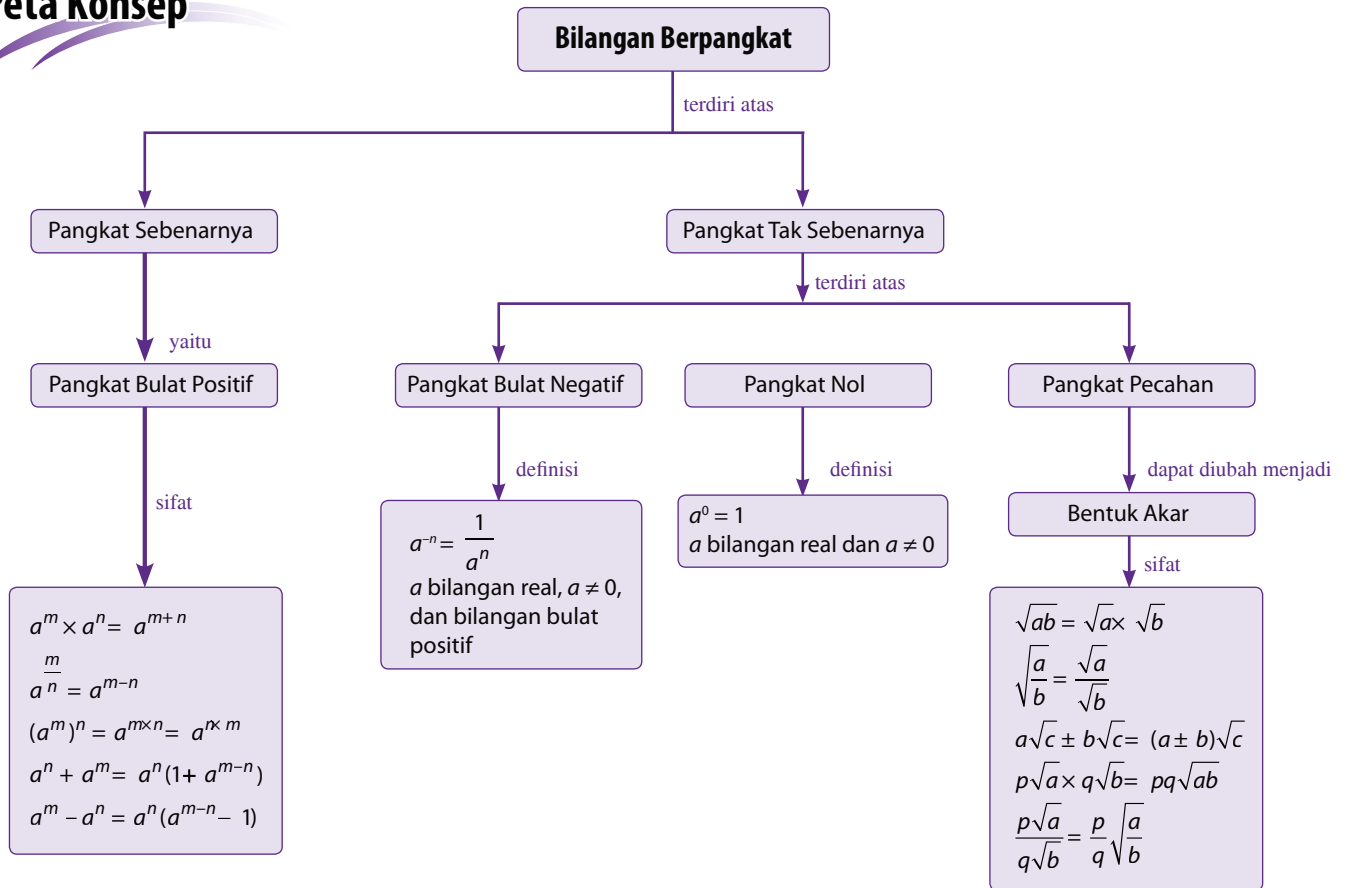 Peta Konsep
Bilangan Berpangkat
terdiri atas
Pangkat Sebenarnya
Pangkat Tak Sebenarnya
terdiri atas
yaitu
Pangkat Bulat Positif
Pangkat Bulat Negatif
Pangkat Nol
Pangkat Pecahan
definisi
definisi
dapat diubah menjadi
sifat
a⁻ⁿ = 1/aⁿ
a bilangan real, a ≠ 0,
dan bilangan bulat
positif
a⁰ = 1
a bilangan real dan a ≠ 0
Bentuk Akar
sifat
a^m × a^n = a^(m+n)
a^(m/n) = a^(m–n)
(a^m)^n = a^(m×n) = a^(n×m)
a^n + a^m = a^n(1+ a^(m–n))
a^m – a^n = a^n(a^(m–n) – 1)
√(ab) = √a × √b
√(a/b) = √a/√b
a√c ± b√c = (a ± b)√c
p√a × q√b = pq√(ab)
p√a/q√b = p/q √(a/b)